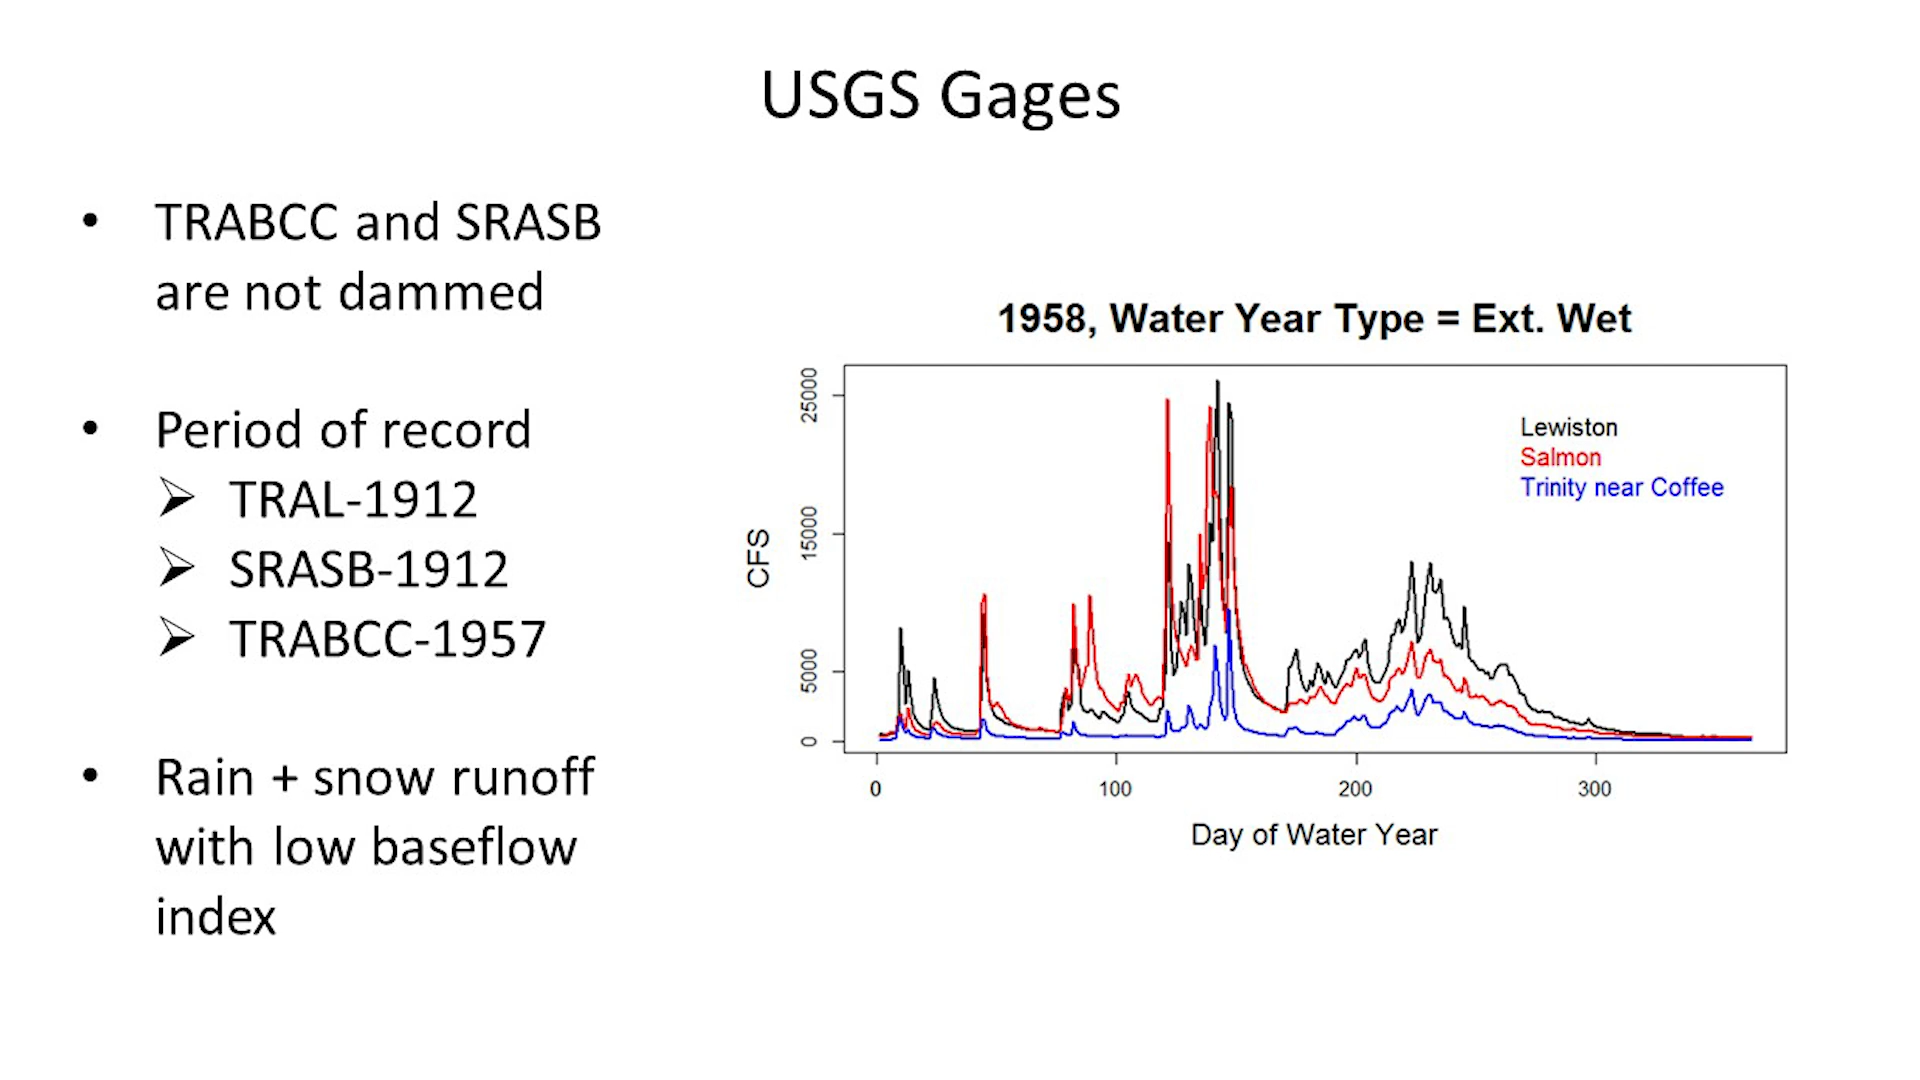 USGS Gages
• TRABCC and SRASB
are not dammed
• Period of record
➢ TRAL-1912
➢ SRASB-1912
➢ TRABCC-1957
• Rain + snow runoff
with low baseflow
index
1958, Water Year Type = Ext. Wet
CFS
25000
15000
5000
0
Lewiston
Salmon
Trinity near Coffee
0 100 200 300
Day of Water Year